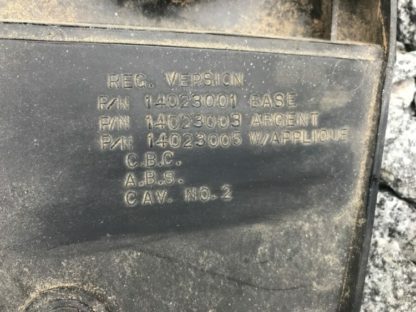 REG. VERSION
P/N 14023001 BASE
P/N 14023003 ARGENT
P/N 14023005 W/APPLIQUE
C.B.C.
A.B.S.
CAV. NO. 2